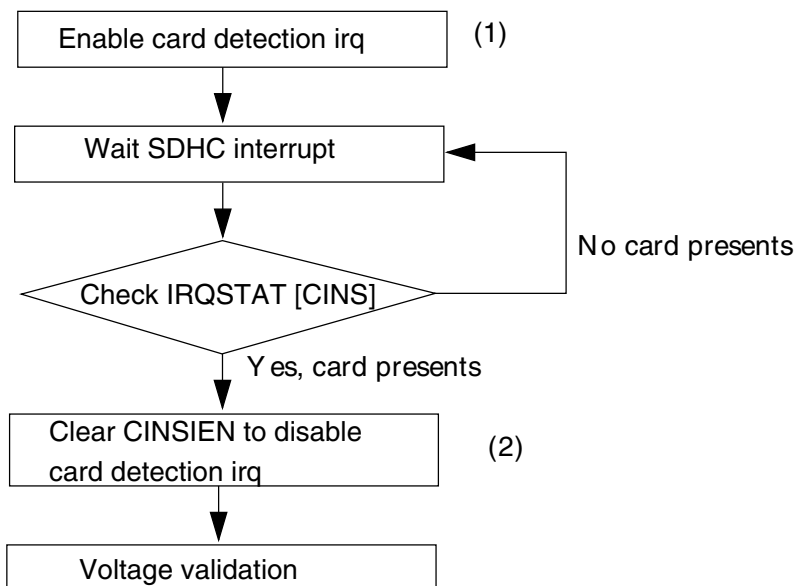 Enable card detection irq
(1)
Wait SDHC interrupt
No card presents
Check IRQSTAT [CINS]
Yes, card presents
Clear CINSIEN to disable
card detection irq
(2)
Voltage validation